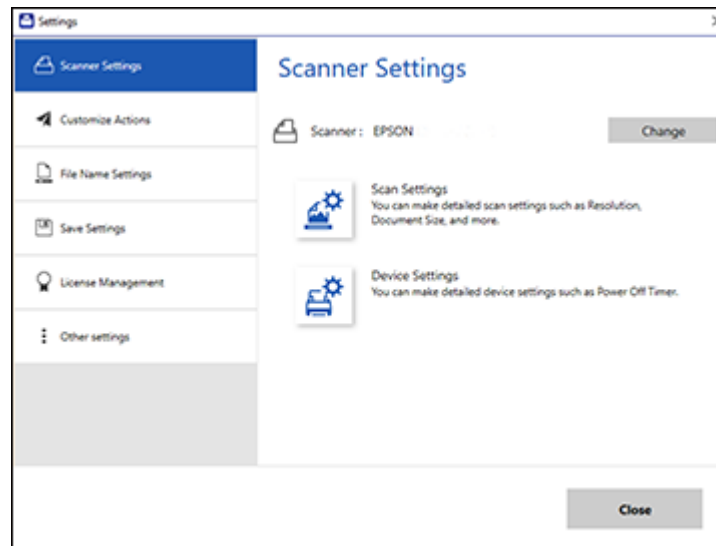 Settings
Scanner Settings
Customize Actions
File Name Settings
Save Settings
License Management
Other settings
Scanner Settings
Scanner : EPSON
Change
Scan Settings
You can make detailed scan settings such as Resolution,
Document Size, and more.
Device Settings
You can make detailed device settings such as Power Off Timer.
Close